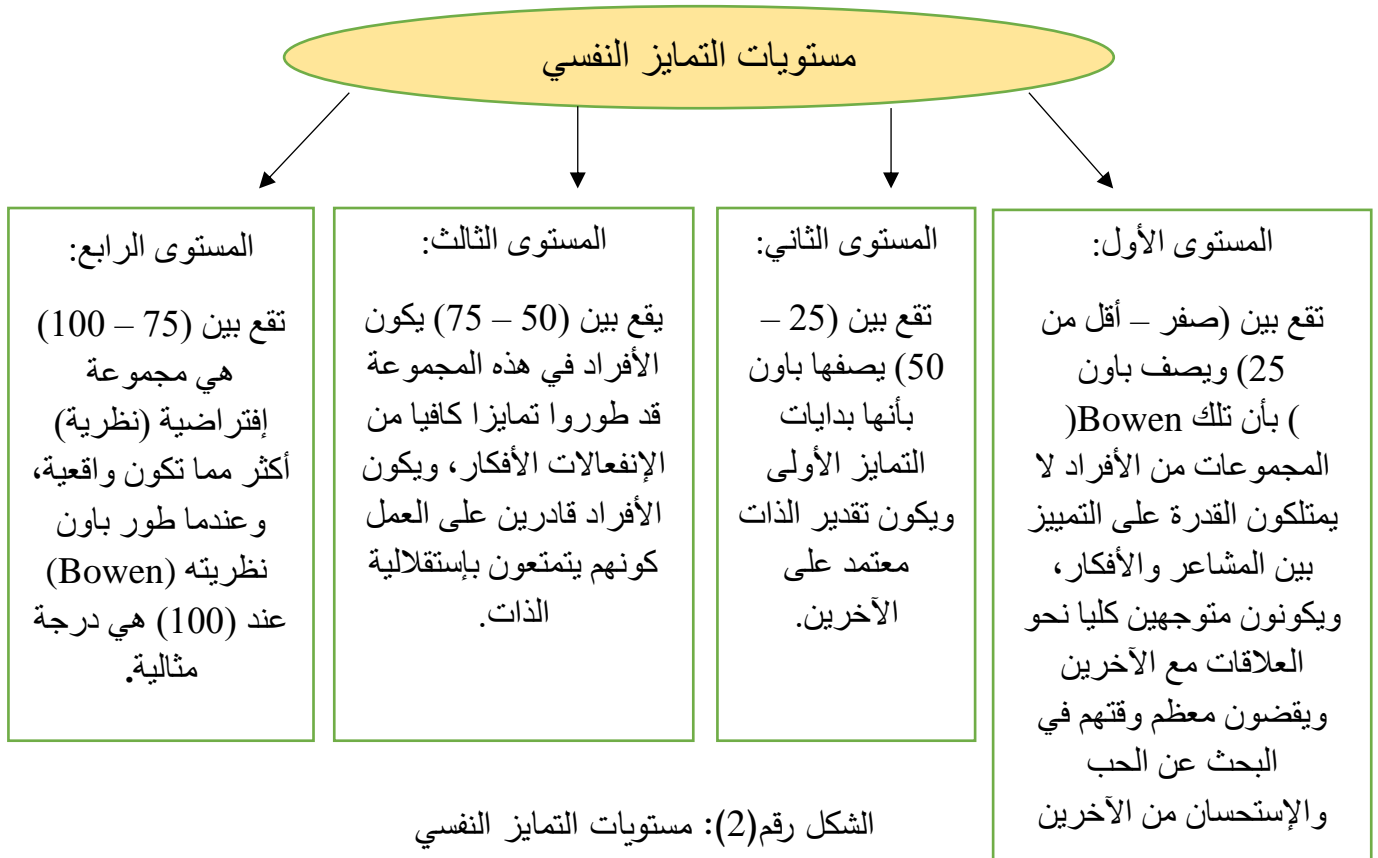 مستويات التمايز النفسي
المستوى الأول:
تقع بين (صفر – أقل من
25) ويصف باون
) بأن تلك Bowen(
المجموعات من الأفراد لا
يمتلكون القدرة على التمييز
بين المشاعر والأفكار،
ويكونون متوجهين كليا نحو
العلاقات مع الآخرين
ويقضون معظم وقتهم في
البحث عن الحب
والإستحسان من الآخرين
المستوى الثاني:
تقع بين (25 –
50) يصفها باون
بأنها بدايات
التمايز الأولى
ويكون تقدير الذات
معتمد على
الآخرين.
المستوى الثالث:
يقع بين (50 – 75) يكون
الأفراد في هذه المجموعة
قد طوروا تمايزا كافيا من
الإنفعالات الأفكار، ويكون
الأفراد قادرين على العمل
كونهم يتمتعون بإستقلالية
الذات.
المستوى الرابع:
تقع بين (75 – 100)
هي مجموعة
إفتراضية (نظرية)
أكثر مما تكون واقعية،
وعندما طور باون
نظريته (Bowen)
عند (100) هي درجة
مثالية.
الشكل رقم(2): مستويات التمايز النفسي